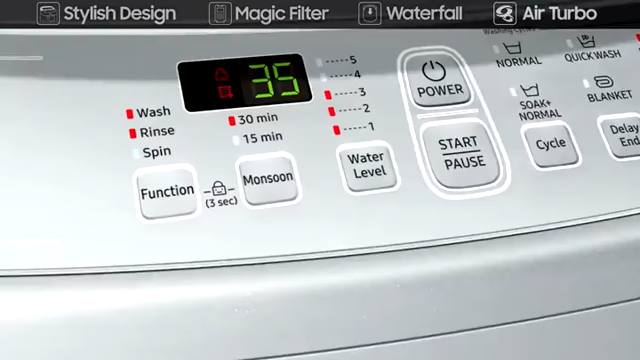 Stylish Design
Magic Filter
Waterfall
Air Turbo
Washing Cycles
35
Wash
Rinse
Spin
30 min
15 min
5
4
3
2
1
POWER
START
PAUSE
NORMAL
QUICK WASH
SOAK+
NORMAL
BLANKET
Function
(3 sec)
Monsoon
Water
Level
Cycle
Delay
End